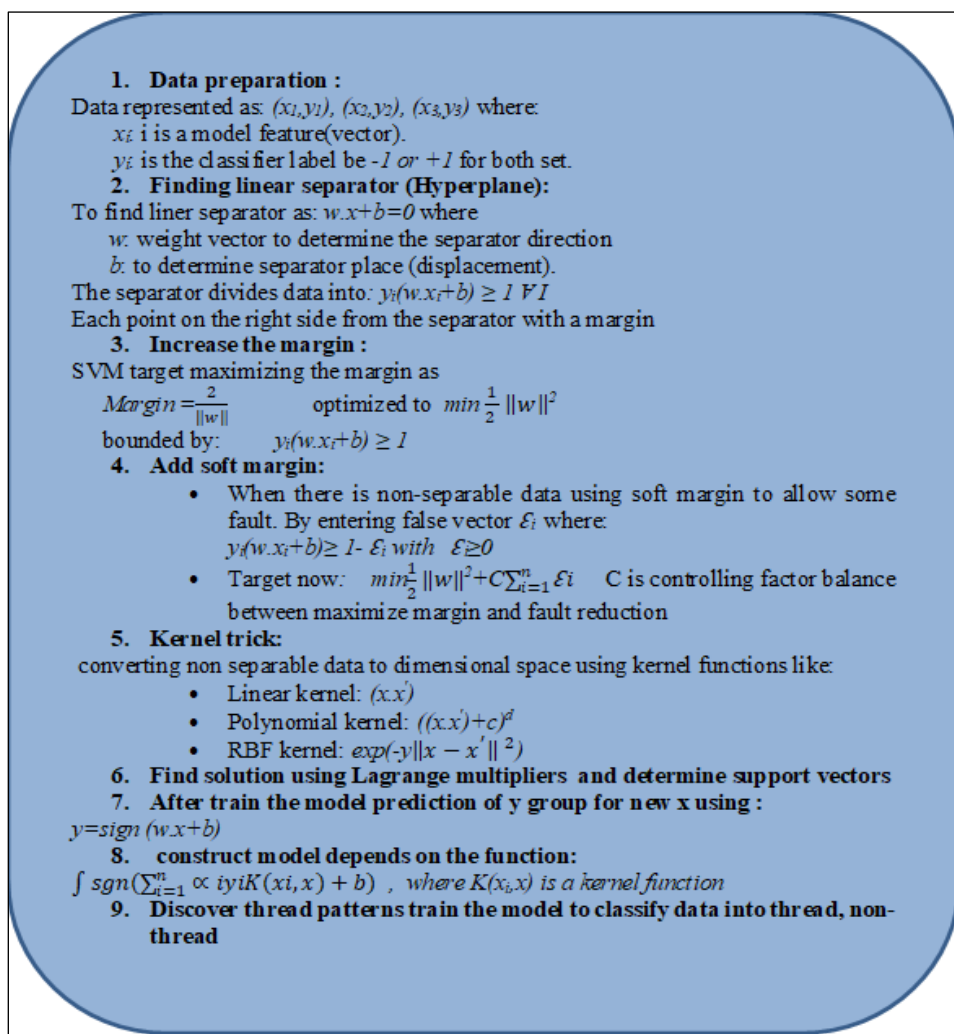 1. Data preparation :
Data represented as: (x₁,y₁), (x₂,y₂), (x₃,y₃) where:
xᵢ: i is a model feature(vector).
yᵢ: is the classifier label be -1 or +1 for both set.
2. Finding linear separator (Hyperplane):
To find liner separator as: w.x+b=0 where
w: weight vector to determine the separator direction
b: to determine separator place (displacement).
The separator divides data into: yᵢ(w.xᵢ+b) ≥ 1 ∀ I
Each point on the right side from the separator with a margin
3. Increase the margin :
SVM target maximizing the margin as
Margin = 2/||w|| optimized to min 1/2 ||w||²
bounded by: yᵢ(w.xᵢ+b) ≥ 1
4. Add soft margin:
• When there is non-separable data using soft margin to allow some
fault. By entering false vector Ɛᵢ where:
yᵢ(w.xᵢ+b)≥ 1- Ɛᵢ with Ɛᵢ≥0
• Target now: min 1/2 ||w||²+C∑ⁿᵢ₌₁ Ɛi C is controlling factor balance
between maximize margin and fault reduction
5. Kernel trick:
converting non separable data to dimensional space using kernel functions like:
• Linear kernel: (x.x′)
• Polynomial kernel: ((x.x′)+c)ᵈ
• RBF kernel: exp(-y||x − x′|| ²)
6. Find solution using Lagrange multipliers and determine support vectors
7. After train the model prediction of y group for new x using :
y=sign (w.x+b)
8. construct model depends on the function:
∫ sgn(∑ⁿᵢ₌₁ ∝ iyiK(xi, x) + b) , where K(xᵢ,x) is a kernel function
9. Discover thread patterns train the model to classify data into thread, non-
thread